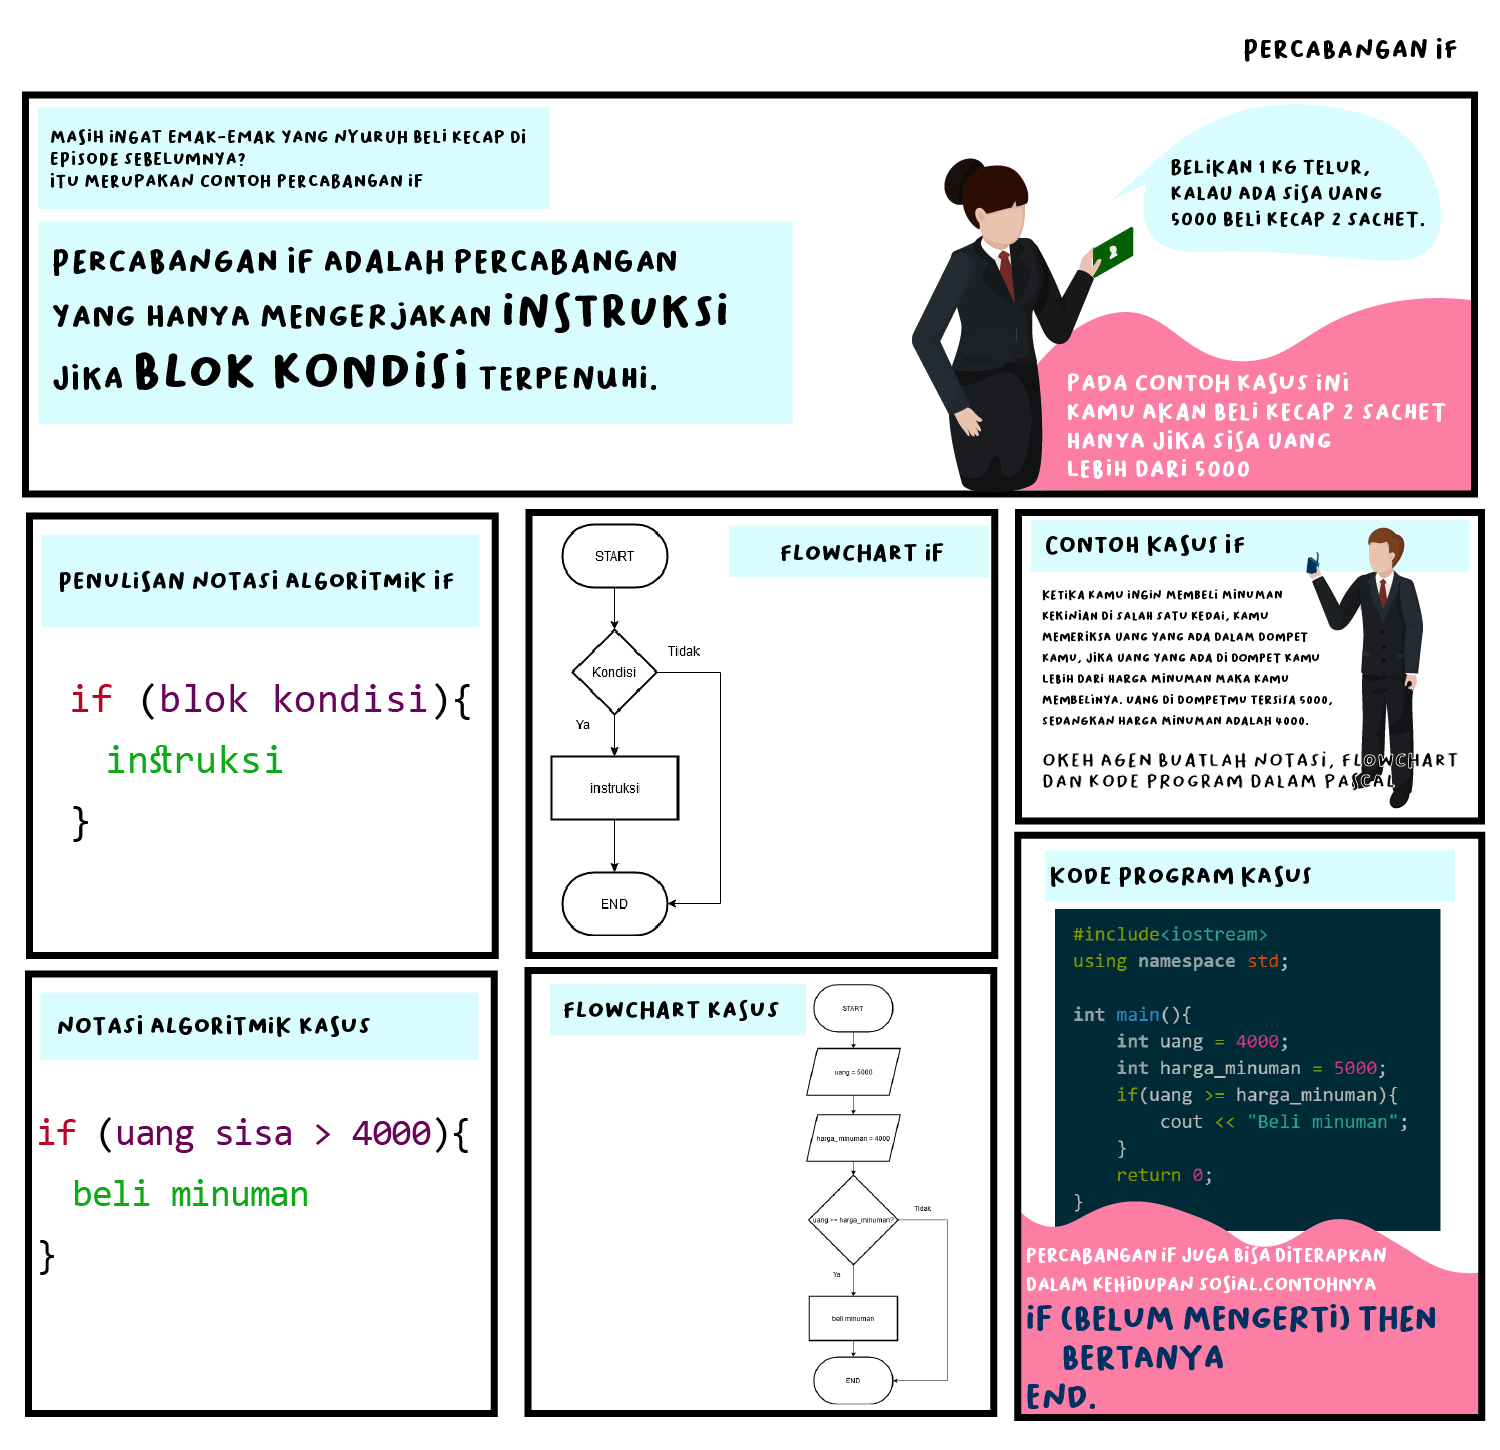 PERCABANGAN IF
MASIH INGAT EMAK-EMAK YANG NYURUH BELI KECAP DI
EPISODE SEBELUMNYA?
ITU MERUPAKAN CONTOH PERCABANGAN IF
PERCABANGAN IF ADALAH PERCABANGAN
YANG HANYA MENGERJAKAN INSTRUKSI
JIKA BLOK KONDISI TERPENUHI.
BELIKAN 1 KG TELUR,
KALAU ADA SISA UANG
5000 BELI KECAP 2 SACHET.
PADA CONTOH KASUS INI
KAMU AKAN BELI KECAP 2 SACHET
HANYA JIKA SISA UANG
LEBIH DARI 5000
PENULISAN NOTASI ALGORITMIK IF
if (blok kondisi){
instruksi
}
FLOWCHART IF
START
Kondisi
Tidak
Ya
instruksi
END
CONTOH KASUS IF
KETIKA KAMU INGIN MEMBELI MINUMAN
KEKINIAN DI SALAH SATU KEDAI, KAMU
MEMERIKSA UANG YANG ADA DALAM DOMPET
KAMU, JIKA UANG YANG ADA DI DOMPET KAMU
LEBIH DARI HARGA MINUMAN MAKA KAMU
MEMBELINYA. UANG DI DOMPETMU TERSISA 5000,
SEDANGKAN HARGA MINUMAN ADALAH 4000.
OKEH AGEN BUATLAH NOTASI, FLOWCHART
DAN KODE PROGRAM DALAM PASCAL
NOTASI ALGORITMIK KASUS
if (uang sisa > 4000){
beli minuman
}
FLOWCHART KASUS
START
uang = 5000
harga_minuman = 4000
uang >= harga_minuman?
Tidak
Ya
beli minuman
END
KODE PROGRAM KASUS
#include<iostream>
using namespace std;
int main(){
int uang = 4000;
int harga_minuman = 5000;
if(uang >= harga_minuman){
cout << "Beli minuman";
}
return 0;
}
PERCABANGAN IF JUGA BISA DITERAPKAN
DALAM KEHIDUPAN SOSIAL.CONTOHNYA
IF (BELUM MENGERTI) THEN
BERTANYA
END.